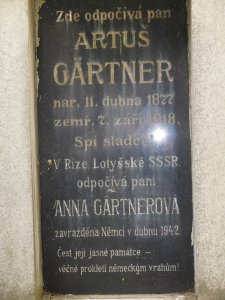 Zde odpočívá pan
ARTUŠ
GÄRTNER
nar. 11. dubna 1877
zemř. 7. září 1918.
Spi sladce!
V Rize Lotyšské SSSR.
odpočívá paní
ANNA GÄRTNEROVÁ
zavražděna Němci v dubnu 1942.
Čest její jasné památce –
věčné prokletí německým vrahům!